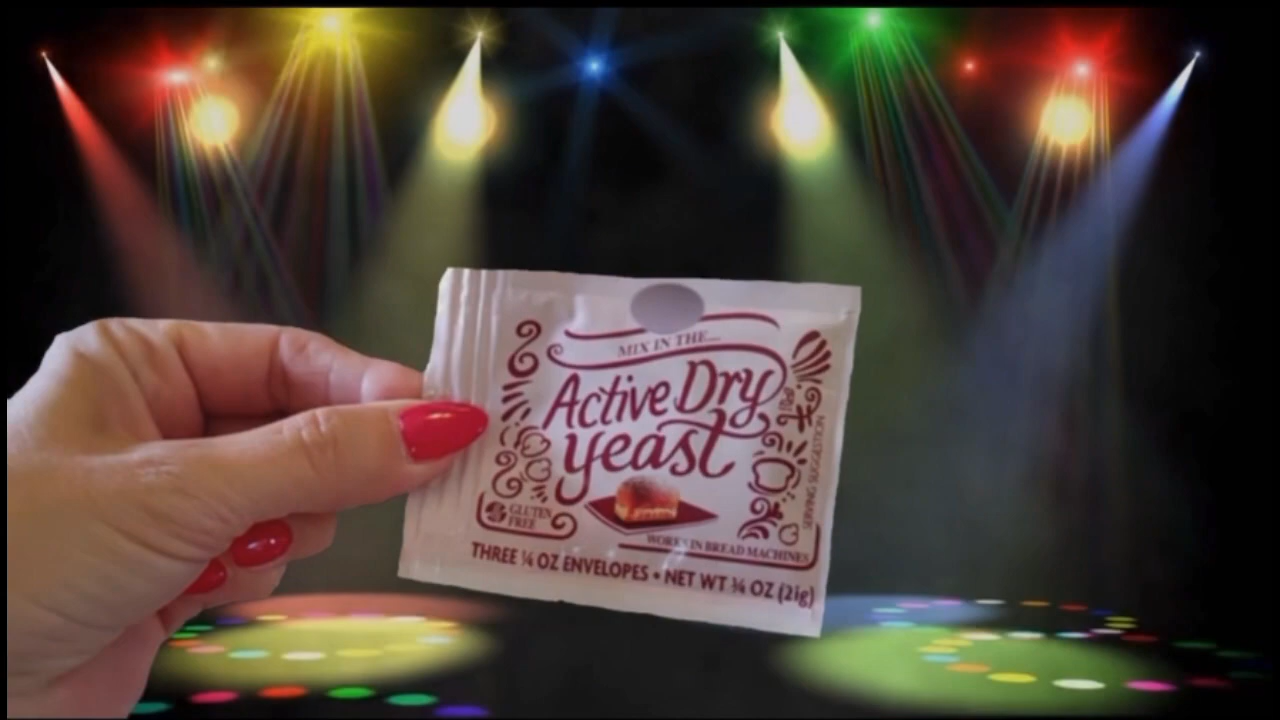 MIX IN THE...
Active Dry
yeast
GLUTEN
FREE
SERVING SUGGESTION
WORKS IN BREAD MACHINES
THREE ¼ OZ ENVELOPES • NET WT ¾ OZ (21g)